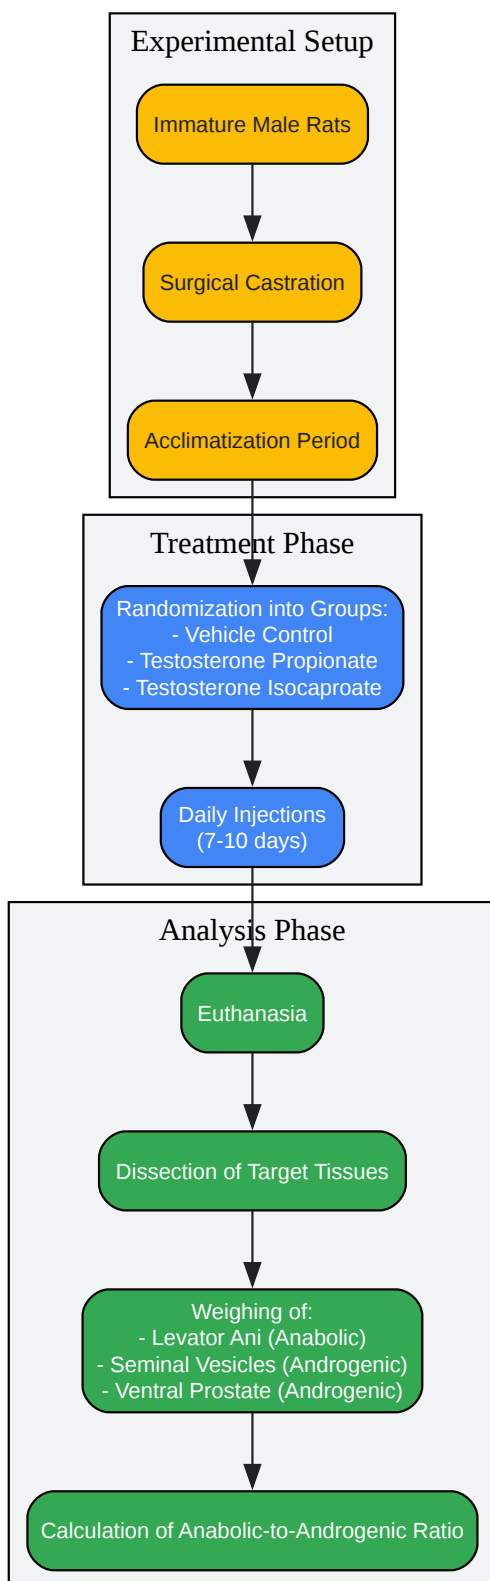 Experimental Setup
Immature Male Rats
Surgical Castration
Acclimatization Period
Treatment Phase
Randomization into Groups:
- Vehicle Control
- Testosterone Propionate
- Testosterone Isocaproate
Daily Injections
(7-10 days)
Analysis Phase
Euthanasia
Dissection of Target Tissues
Weighing of:
- Levator Ani (Anabolic)
- Seminal Vesicles (Androgenic)
- Ventral Prostate (Androgenic)
Calculation of Anabolic-to-Androgenic Ratio